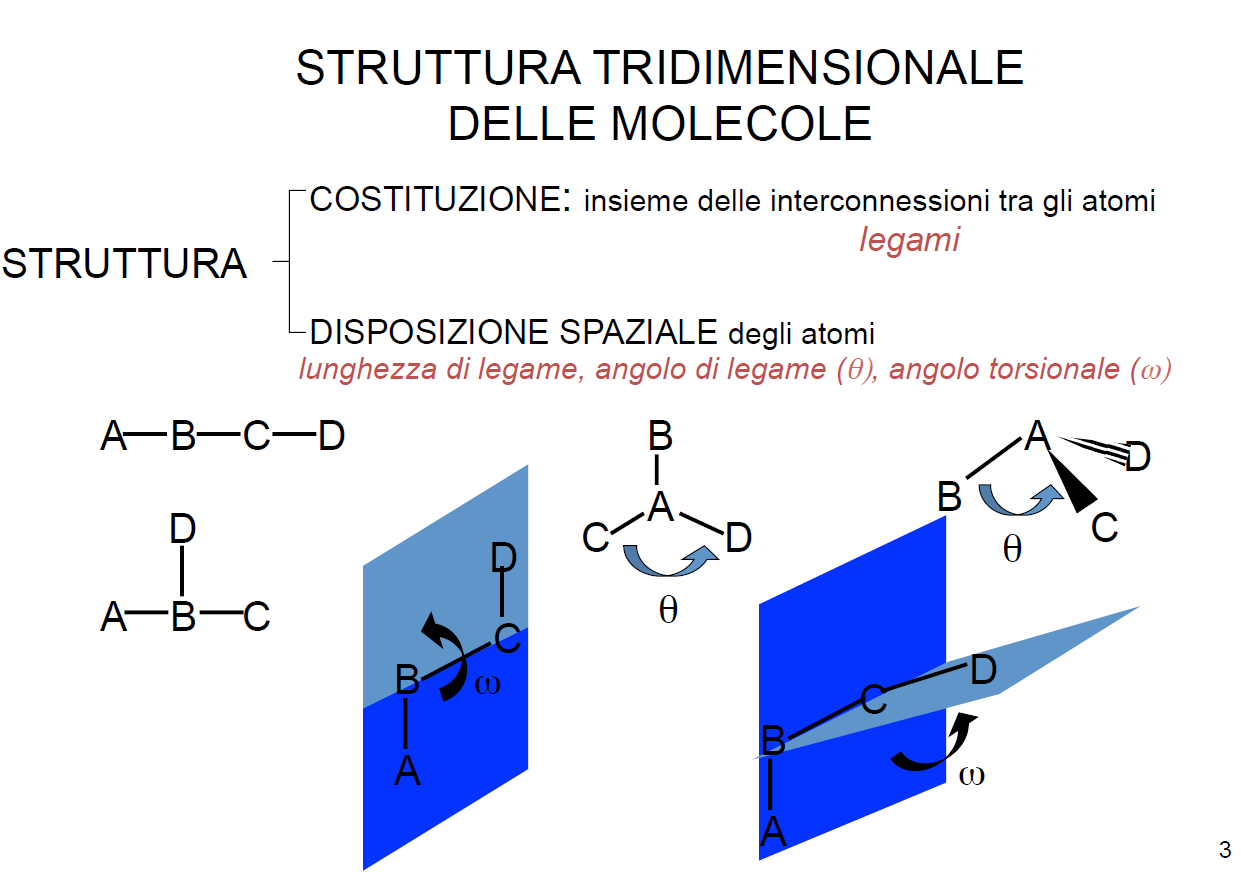 STRUTTURA TRIDIMENSIONALE
DELLE MOLECOLE
COSTITUZIONE: insieme delle interconnessioni tra gli atomi
legami
STRUTTURA
DISPOSIZIONE SPAZIALE degli atomi
lunghezza di legame, angolo di legame (θ), angolo torsionale (ω)
A B C D
D
A B C
D
C
B ω
A
B
A
C D
θ
A
D
B
C
θ
D
C
B
ω
A
3